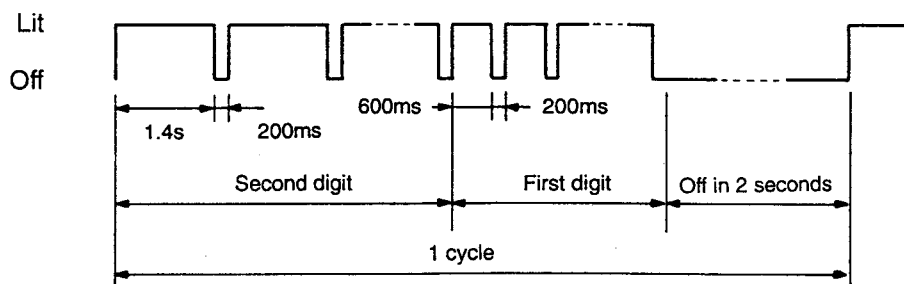 Lit
Off
1.4s
200ms
600ms
200ms
Second digit
First digit
Off in 2 seconds
1 cycle